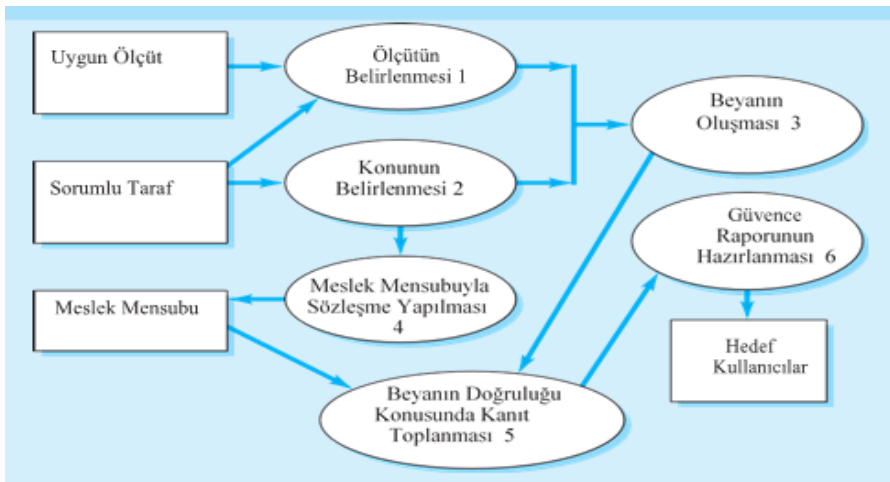 Uygun Ölçüt
Ölçütün
Belirlenmesi 1
Beyanın
Oluşması 3
Sorumlu Taraf
Konunun
Belirlenmesi 2
Güvence
Raporunun
Hazırlanması 6
Meslek Mensubu
Meslek Mensubuyla
Sözleşme Yapılması
4
Hedef
Kullanıcılar
Beyanın Doğruluğu
Konusunda Kanıt
Toplanması 5